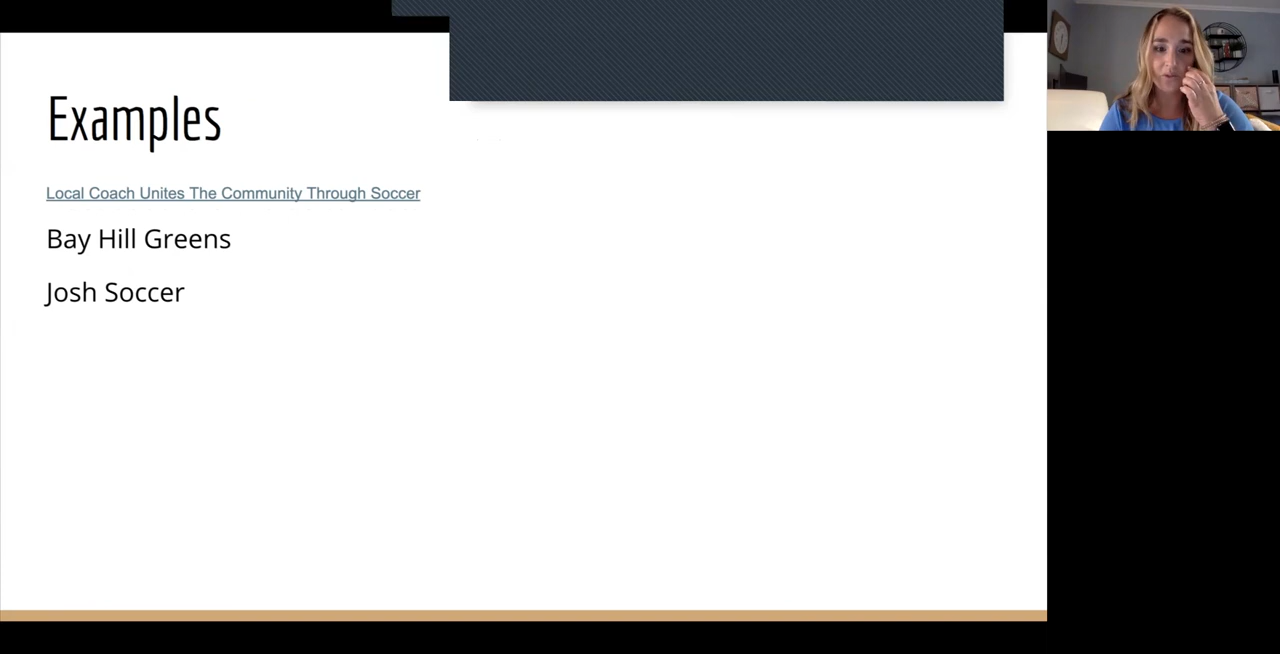 Examples
Local Coach Unites The Community Through Soccer
Bay Hill Greens
Josh Soccer